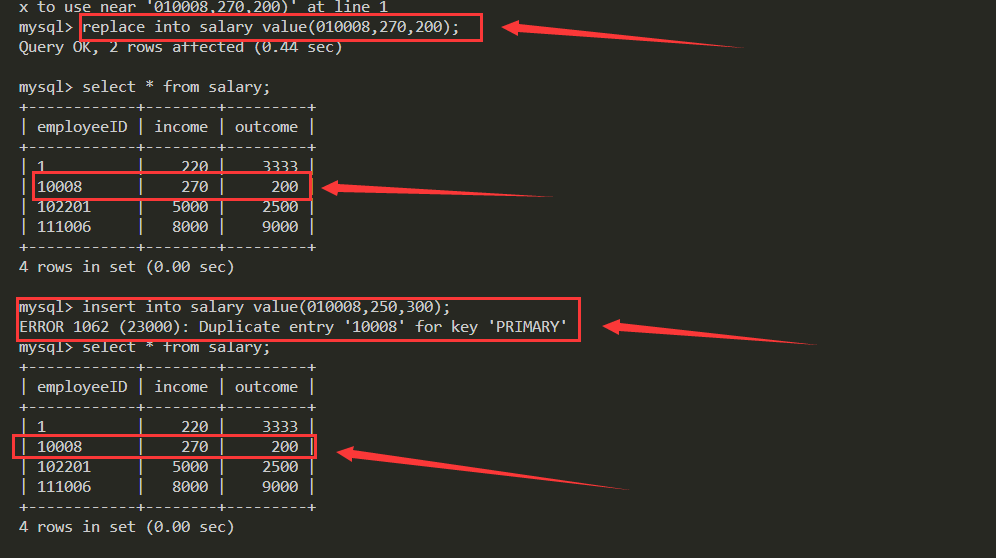 x to use near '010008,270,200)' at line 1
mysql> replace into salary value(010008,270,200);
Query OK, 2 rows affected (0.44 sec)
mysql> select * from salary;
+------------+--------+---------+
| employeeID | income | outcome |
+------------+--------+---------+
| 1          |    220 |    3333 |
| 10008      |    270 |     200 |
| 102201     |   5000 |    2500 |
| 111006     |   8000 |    9000 |
+------------+--------+---------+
4 rows in set (0.00 sec)
mysql> insert into salary value(010008,250,300);
ERROR 1062 (23000): Duplicate entry '10008' for key 'PRIMARY'
mysql> select * from salary;
+------------+--------+---------+
| employeeID | income | outcome |
+------------+--------+---------+
| 1          |    220 |    3333 |
| 10008      |    270 |     200 |
| 102201     |   5000 |    2500 |
| 111006     |   8000 |    9000 |
+------------+--------+---------+
4 rows in set (0.00 sec)